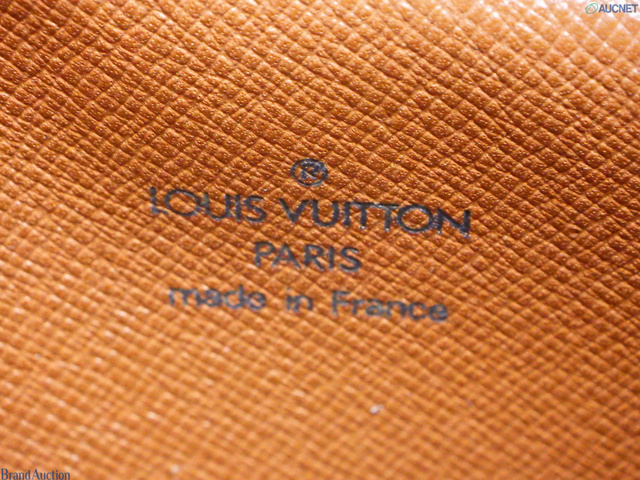 AUCNET
®
LOUIS VUITTON
PARIS
made in France
BrandAuction